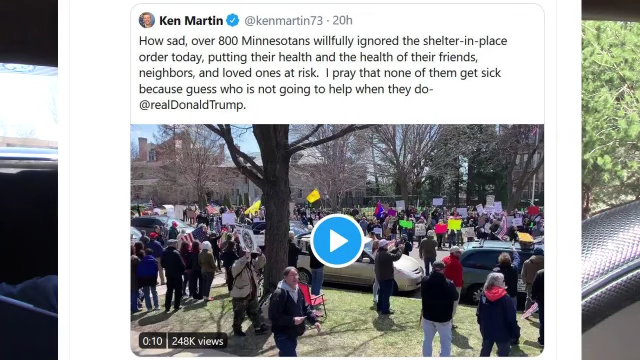 Ken Martin @kenmartin73 · 20h
How sad, over 800 Minnesotans willfully ignored the shelter-in-place
order today, putting their health and the health of their friends,
neighbors, and loved ones at risk. I pray that none of them get sick
because guess who is not going to help when they do-
@realDonaldTrump.
0:10 248K views